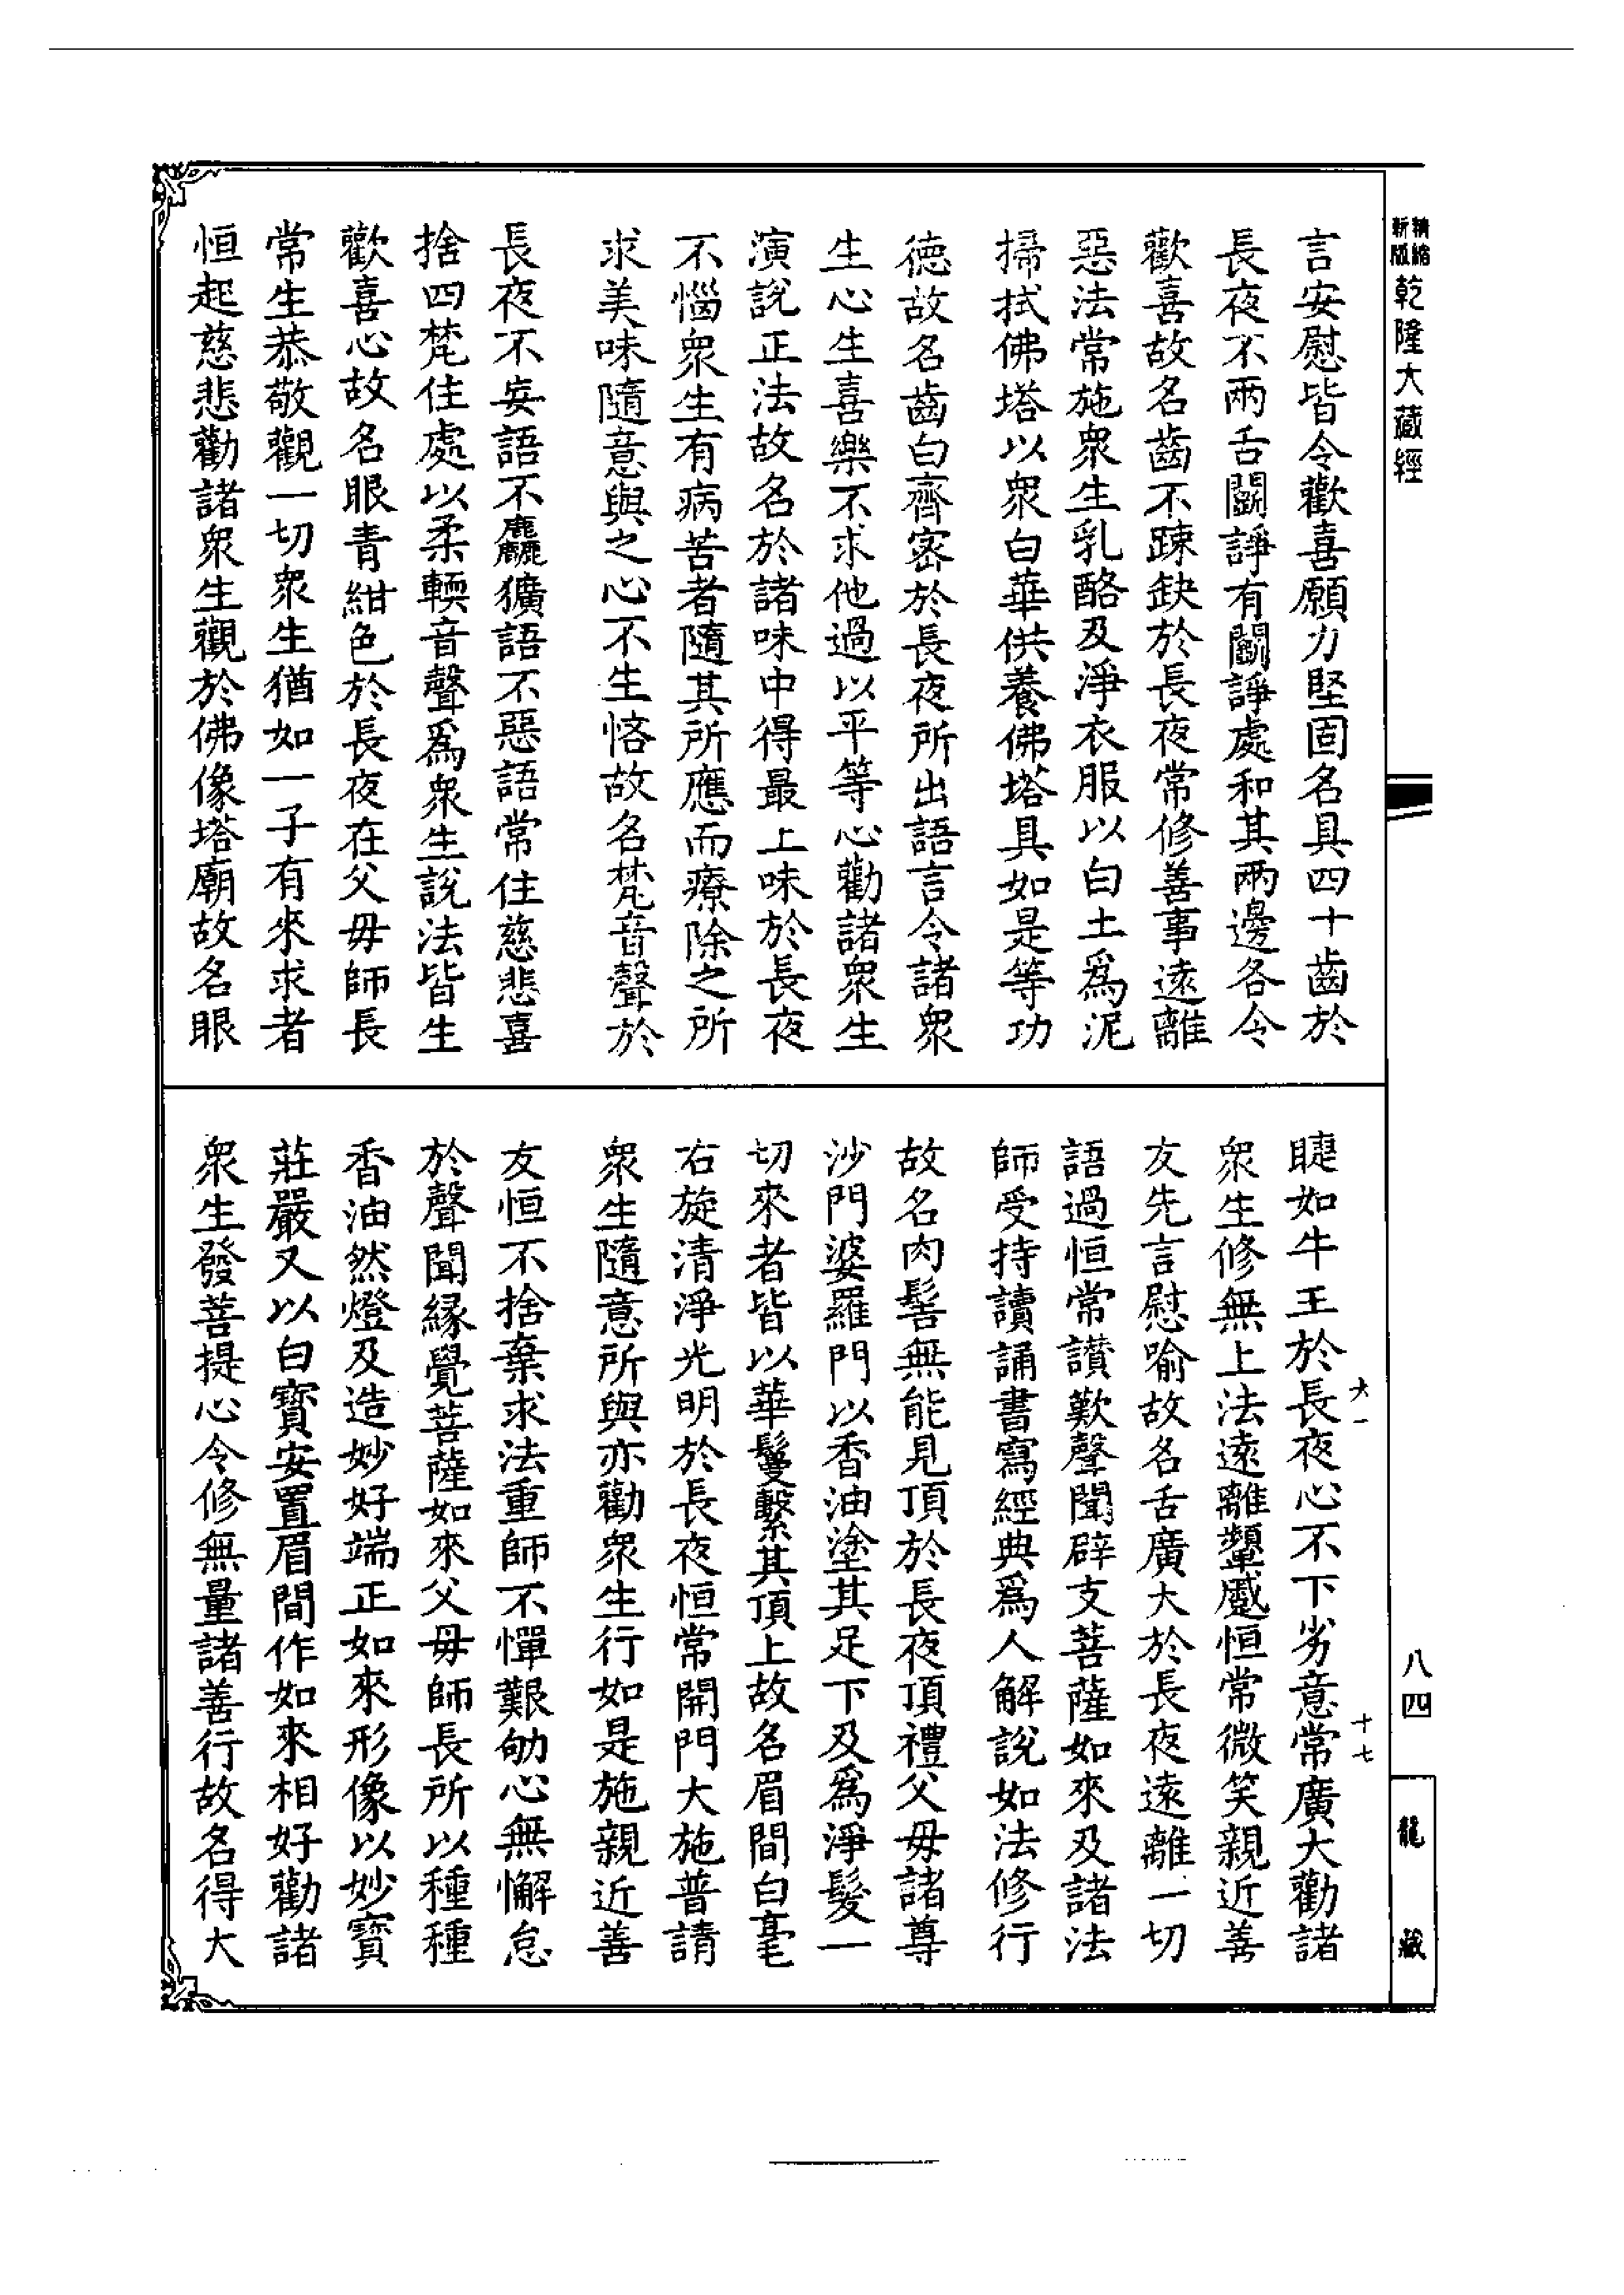 精縮新版乾隆大藏經
言安慰皆令歡喜願力堅固名具四十齒於
長夜不兩舌鬬諍有鬬諍處和其兩邊各令
歡喜故名齒不踈缺於長夜常修善事遠離
惡法常施衆生乳酪及淨衣服以白土爲泥
掃拭佛塔以衆白華供養佛塔具如是等功
德故名齒白齊密於長夜所出語言令諸衆
生心生喜樂不求他過以平等心勸諸衆生
演說正法故名於諸味中得最上味於長夜
不惱衆生有病苦者隨其所應而療除之所
求美味隨意與之心不生悋故名梵音聲於
長夜不妄語不麤獷語不惡語常住慈悲喜
捨四梵住處以柔輭音聲爲衆生說法皆生
歡喜心故名眼青紺色於長夜在父母師長
常生恭敬觀一切衆生猶如一子有來求者
恒起慈悲勸諸衆生觀於佛像塔廟故名眼
睫如牛王於長夜心不下劣意常廣大勸諸
衆生修無上法遠離顰蹙恒常微笑親近善
友先言慰喻故名舌廣大於長夜遠離一切
語過恒常讚歎聲聞辟支菩薩如來及諸法
師受持讀誦書寫經典爲人解說如法修行
故名肉髻無能見頂於長夜頂禮父母諸尊
沙門婆羅門以香油塗其足下及爲淨髮一
切來者皆以華鬘繫其頂上故名眉間白毫
右旋清淨光明於長夜恒常開門大施普請
衆生隨意所與亦勸衆生行如是施親近善
友恒不捨棄求法重師不憚艱劬心無懈怠
於聲聞緣覺菩薩如來父母師長所以種種
香油然燈及造妙好端正如來形像以妙寳
莊嚴又以白寳安置眉間作如來相好勸諸
衆生發菩提心令修無量諸善行故名得大
六一
十七
八四
龍藏